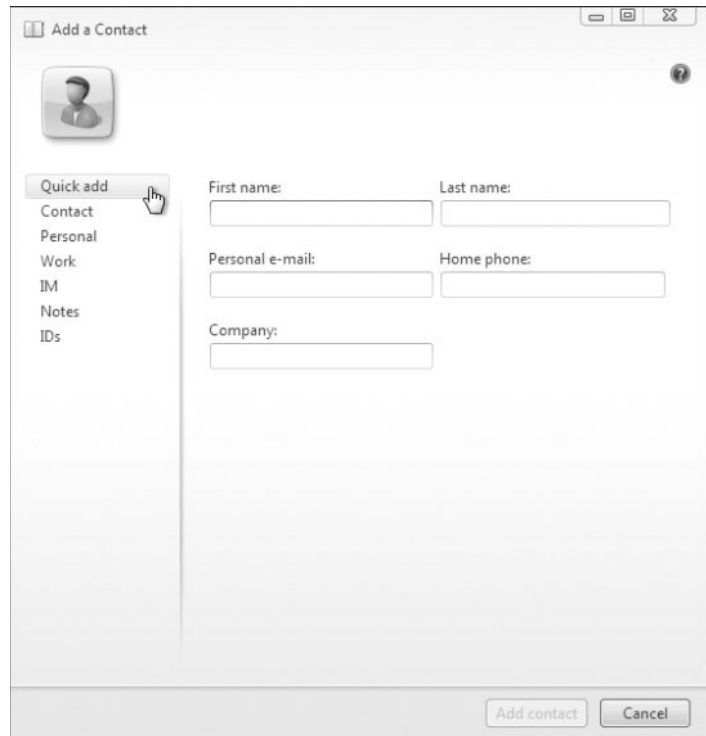 Add a Contact
?
Quick add
Contact
Personal
Work
IM
Notes
IDs
First name: Last name:
Personal e-mail: Home phone:
Company:
Add contact Cancel